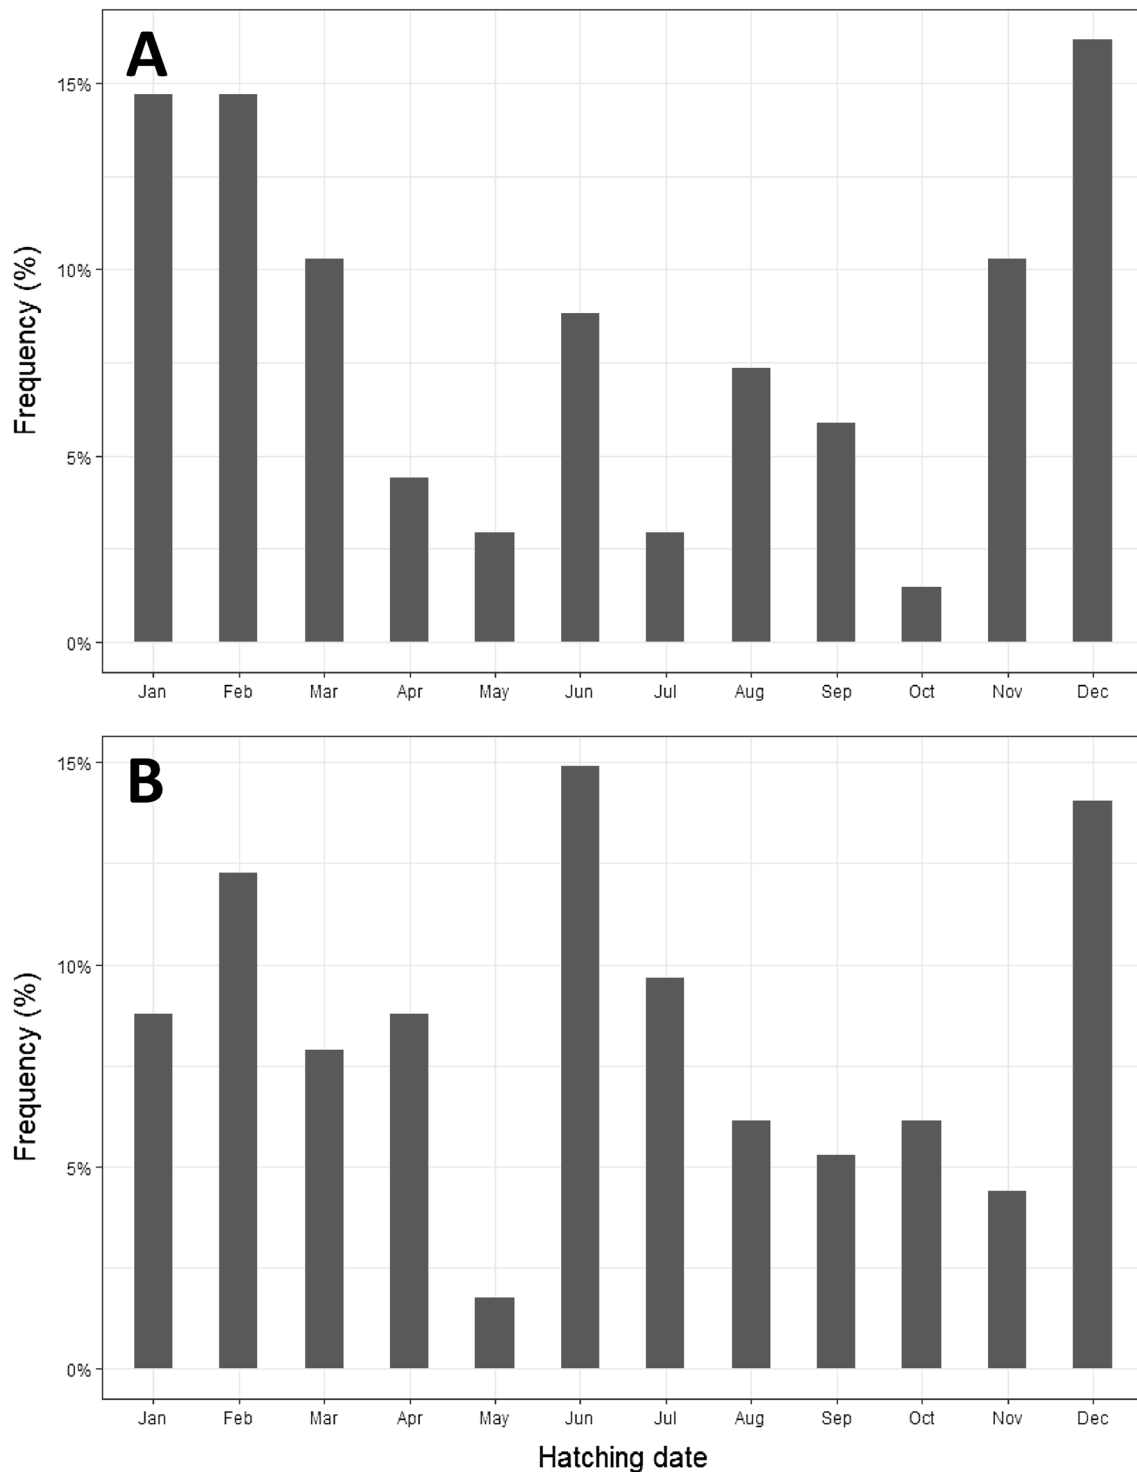 A
Frequency (%)
15%
10%
5%
0%
Jan Feb Mar Apr May Jun Jul Aug Sep Oct Nov Dec
B
Frequency (%)
15%
10%
5%
0%
Jan Feb Mar Apr May Jun Jul Aug Sep Oct Nov Dec
Hatching date